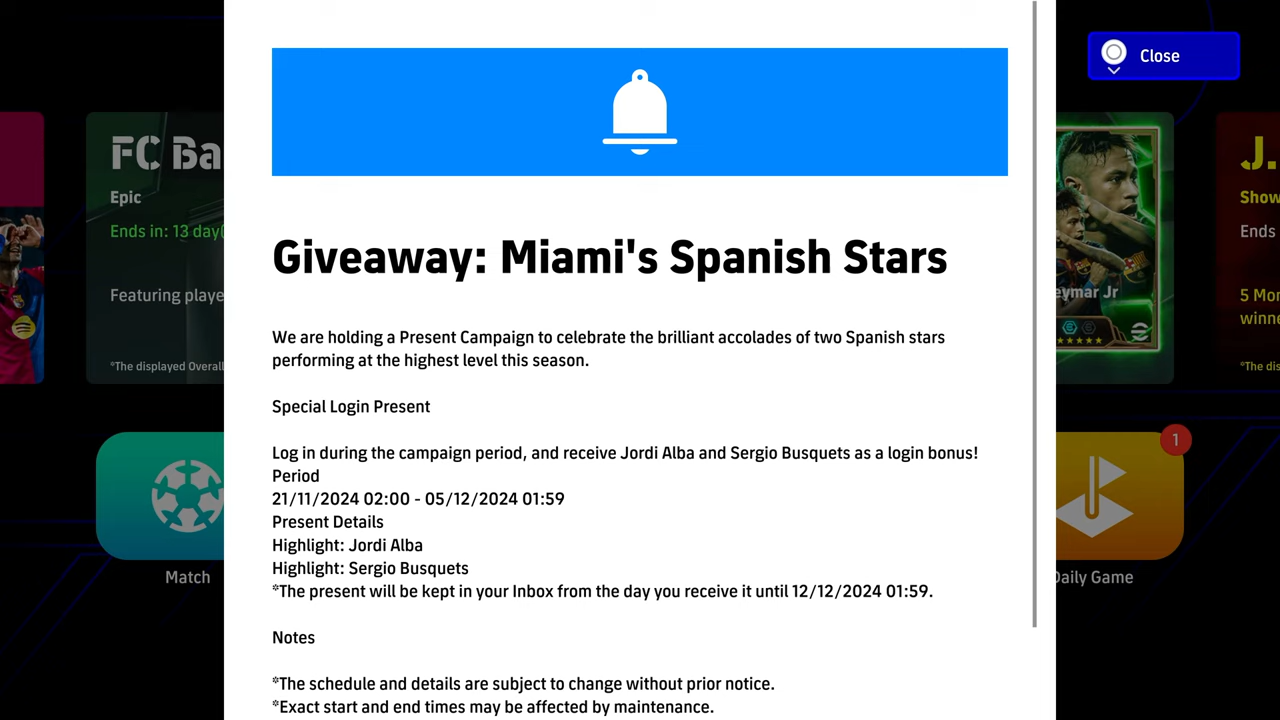 Close
Giveaway: Miami's Spanish Stars
We are holding a Present Campaign to celebrate the brilliant accolades of two Spanish stars
performing at the highest level this season.
Special Login Present
Log in during the campaign period, and receive Jordi Alba and Sergio Busquets as a login bonus!
Period
21/11/2024 02:00 - 05/12/2024 01:59
Present Details
Highlight: Jordi Alba
Highlight: Sergio Busquets
*The present will be kept in your Inbox from the day you receive it until 12/12/2024 01:59.
Notes
*The schedule and details are subject to change without prior notice.
*Exact start and end times may be affected by maintenance.
FC Ba
Epic
Ends in: 13 day(
Featuring playe
*The displayed Overall
Match
eymar Jr
J.
Show
Ends
5 Mor
winne
*The dis
1
Daily Game